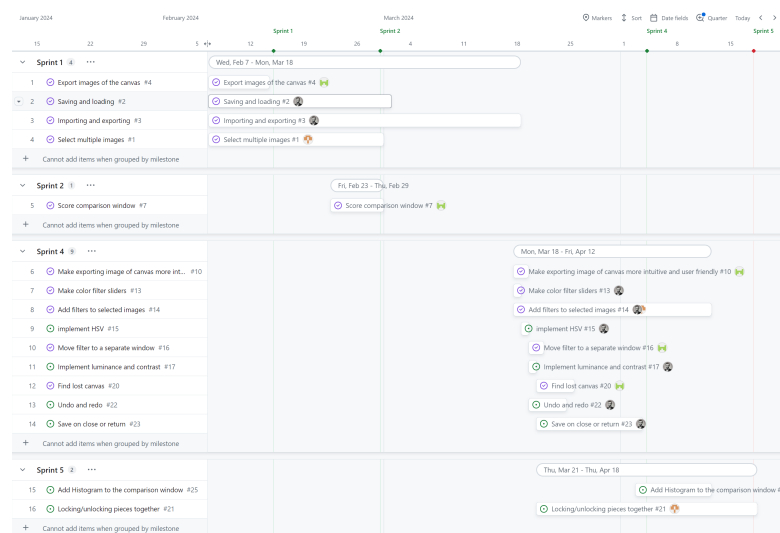 January 2024 February 2024 March 2024 Markers Sort Date fields Quarter Today
Sprint 1 Sprint 2 Sprint 4 Sprint 5
15 22 29 5 12 19 26 4 11 18 25 1 8 15
Sprint 1 4 ... Wed, Feb 7 - Mon, Mar 18
1 Export images of the canvas #4 Export images of the canvas #4
2 Saving and loading #2 Saving and loading #2
3 Importing and exporting #3 Importing and exporting #3
4 Select multiple images #1 Select multiple images #1
+ Cannot add items when grouped by milestone
Sprint 2 1 ... Fri, Feb 23 - Thu, Feb 29
5 Score comparison window #7 Score comparison window #7
+ Cannot add items when grouped by milestone
Sprint 4 9 ... Mon, Mar 18 - Fri, Apr 12
6 Make exporting image of canvas more int... #10 Make exporting image of canvas more intuitive and user friendly #10
7 Make color filter sliders #13 Make color filter sliders #13
8 Add filters to selected images #14 Add filters to selected images #14
9 implement HSV #15 implement HSV #15
10 Move filter to a separate window #16 Move filter to a separate window #16
11 Implement luminance and contrast #17 Implement luminance and contrast #17
12 Find lost canvas #20 Find lost canvas #20
13 Undo and redo #22 Undo and redo #22
14 Save on close or return #23 Save on close or return #23
+ Cannot add items when grouped by milestone
Sprint 5 2 ... Thu, Mar 21 - Thu, Apr 18
15 Add Histogram to the comparison window #25 Add Histogram to the comparison window #
16 Locking/unlocking pieces together #21 Locking/unlocking pieces together #21
+ Cannot add items when grouped by milestone